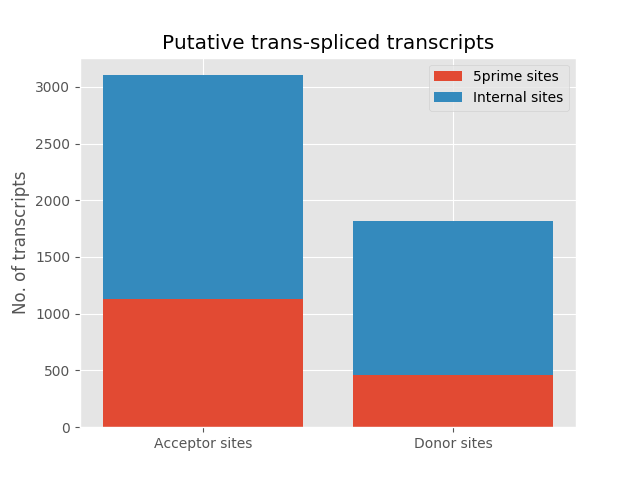 Putative trans-spliced transcripts
5prime sites
Internal sites
No. of transcripts
3000
2500
2000
1500
1000
500
0
Acceptor sites
Donor sites